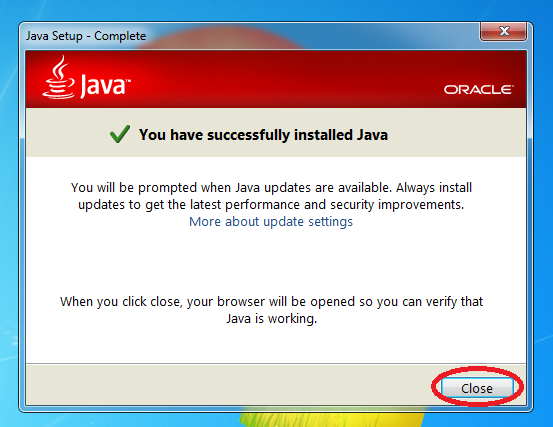 Java Setup - Complete
Java™
ORACLE®
You have successfully installed Java
You will be prompted when Java updates are available. Always install
updates to get the latest performance and security improvements.
More about update settings
When you click close, your browser will be opened so you can verify that
Java is working.
Close